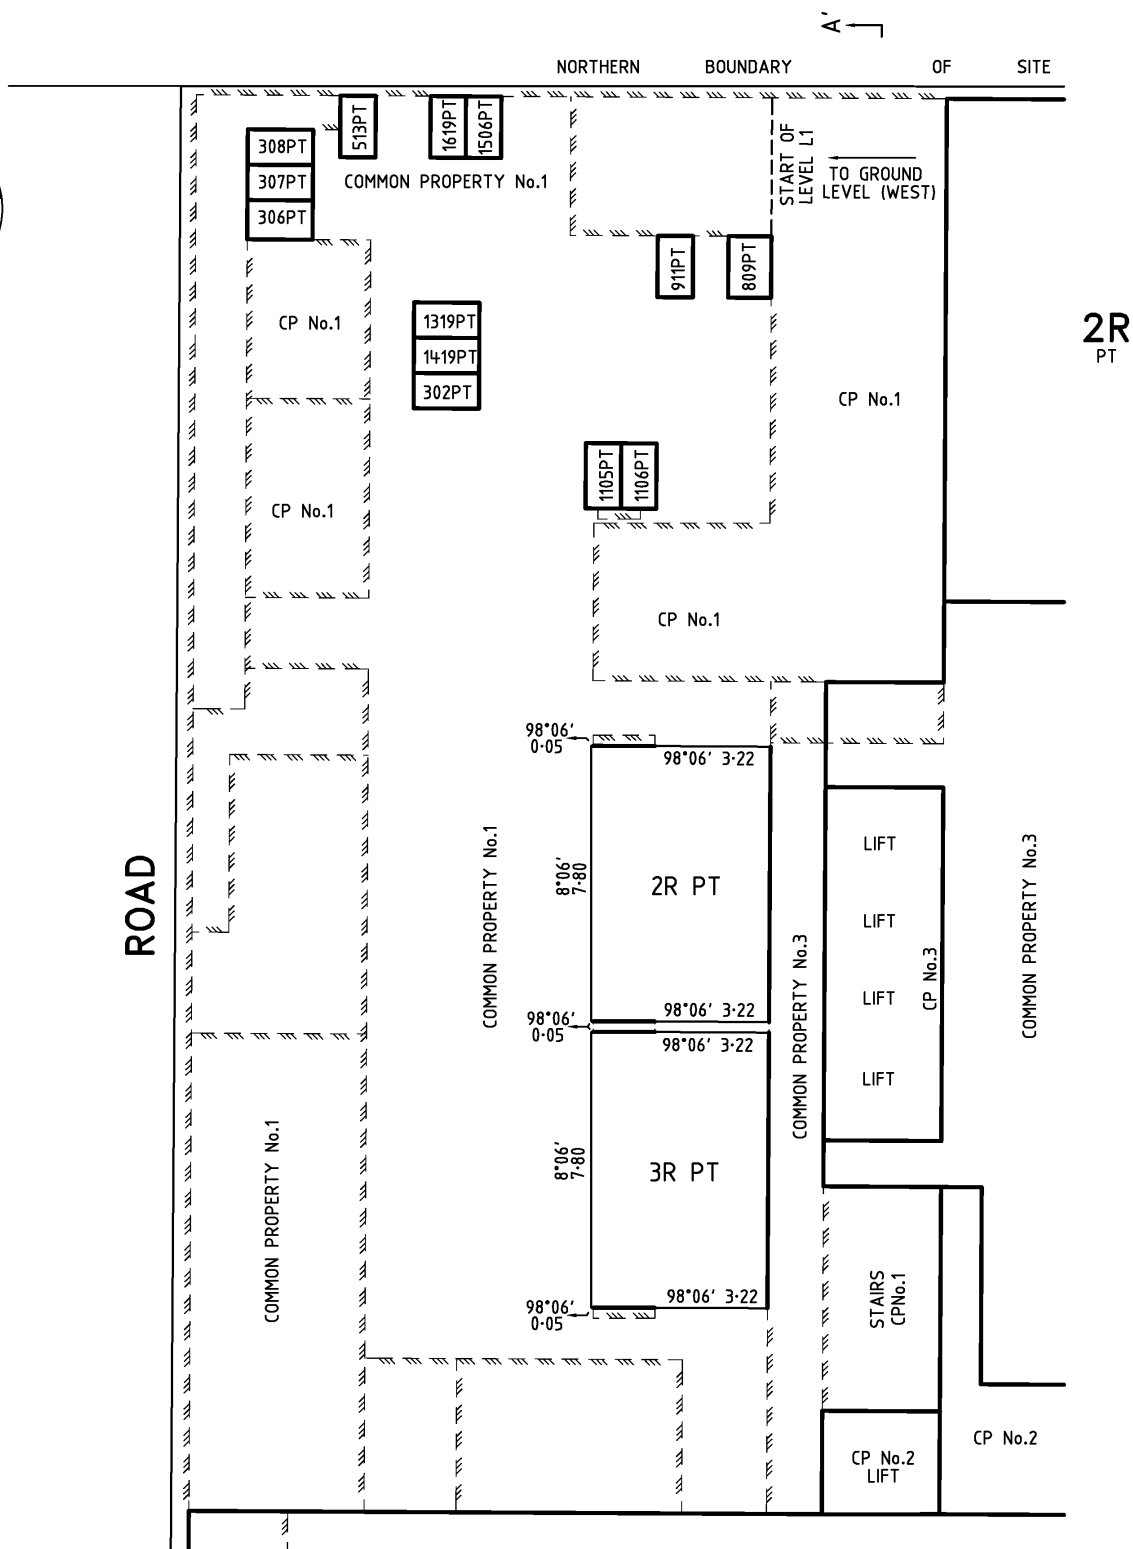 A'
NORTHERN BOUNDARY OF SITE
513PT
1619PT
1506PT
308PT
307PT
306PT
COMMON PROPERTY No.1
START OF
LEVEL L1
TO GROUND
LEVEL (WEST)
911PT
809PT
CP No.1
1319PT
1419PT
302PT
2R
PT
CP No.1
1105PT
1106PT
CP No.1
CP No.1
98°06'
0·05
98°06' 3·22
COMMON PROPERTY No.1
8°06'
7·80
2R PT
LIFT
LIFT
LIFT
LIFT
CP No.3
COMMON PROPERTY No.3
COMMON PROPERTY No.3
ROAD
98°06' 3·22
98°06'
0·05
98°06' 3·22
COMMON PROPERTY No.1
8°06'
7·80
3R PT
98°06' 3·22
98°06'
0·05
STAIRS
CPNo.1
CP No.2
LIFT
CP No.2